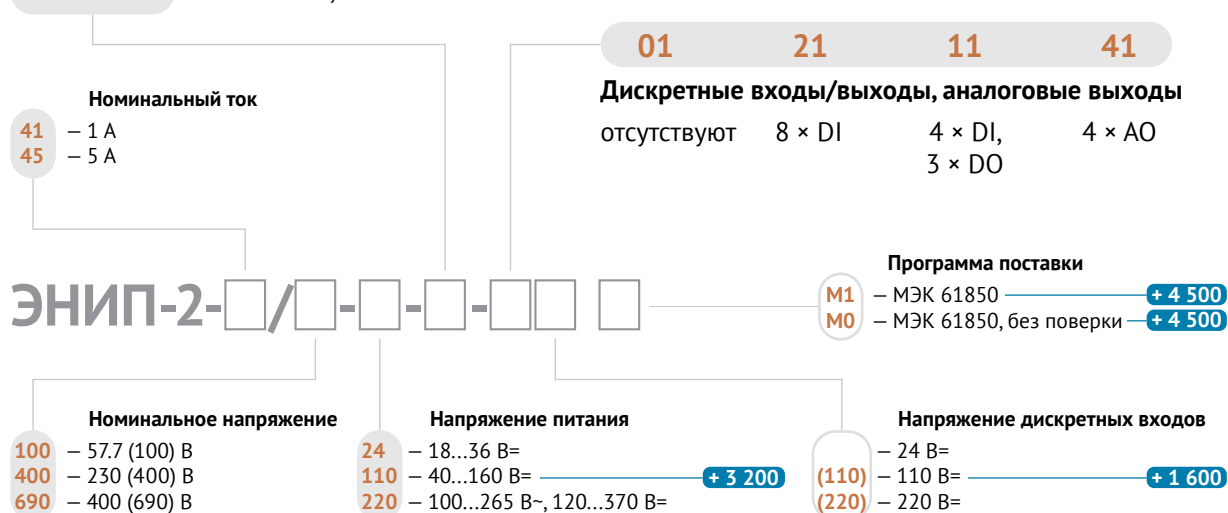 01 21 11 41
Дискретные входы/выходы, аналоговые выходы
отсутствуют 8 × DI 4 × DI, 4 × AO
3 × DO
Номинальный ток
41 – 1 А
45 – 5 А
ЭНИП-2-□/□-□-□-□□ □
Программа поставки
М1 – МЭК 61850 + 4 500
М0 – МЭК 61850, без поверки + 4 500
Номинальное напряжение
100 – 57.7 (100) В
400 – 230 (400) В
690 – 400 (690) В
Напряжение питания
24 – 18...36 В=
110 – 40...160 В= + 3 200
220 – 100...265 В~, 120...370 В=
Напряжение дискретных входов
– 24 В=
(110) – 110 В= + 1 600
(220) – 220 В=